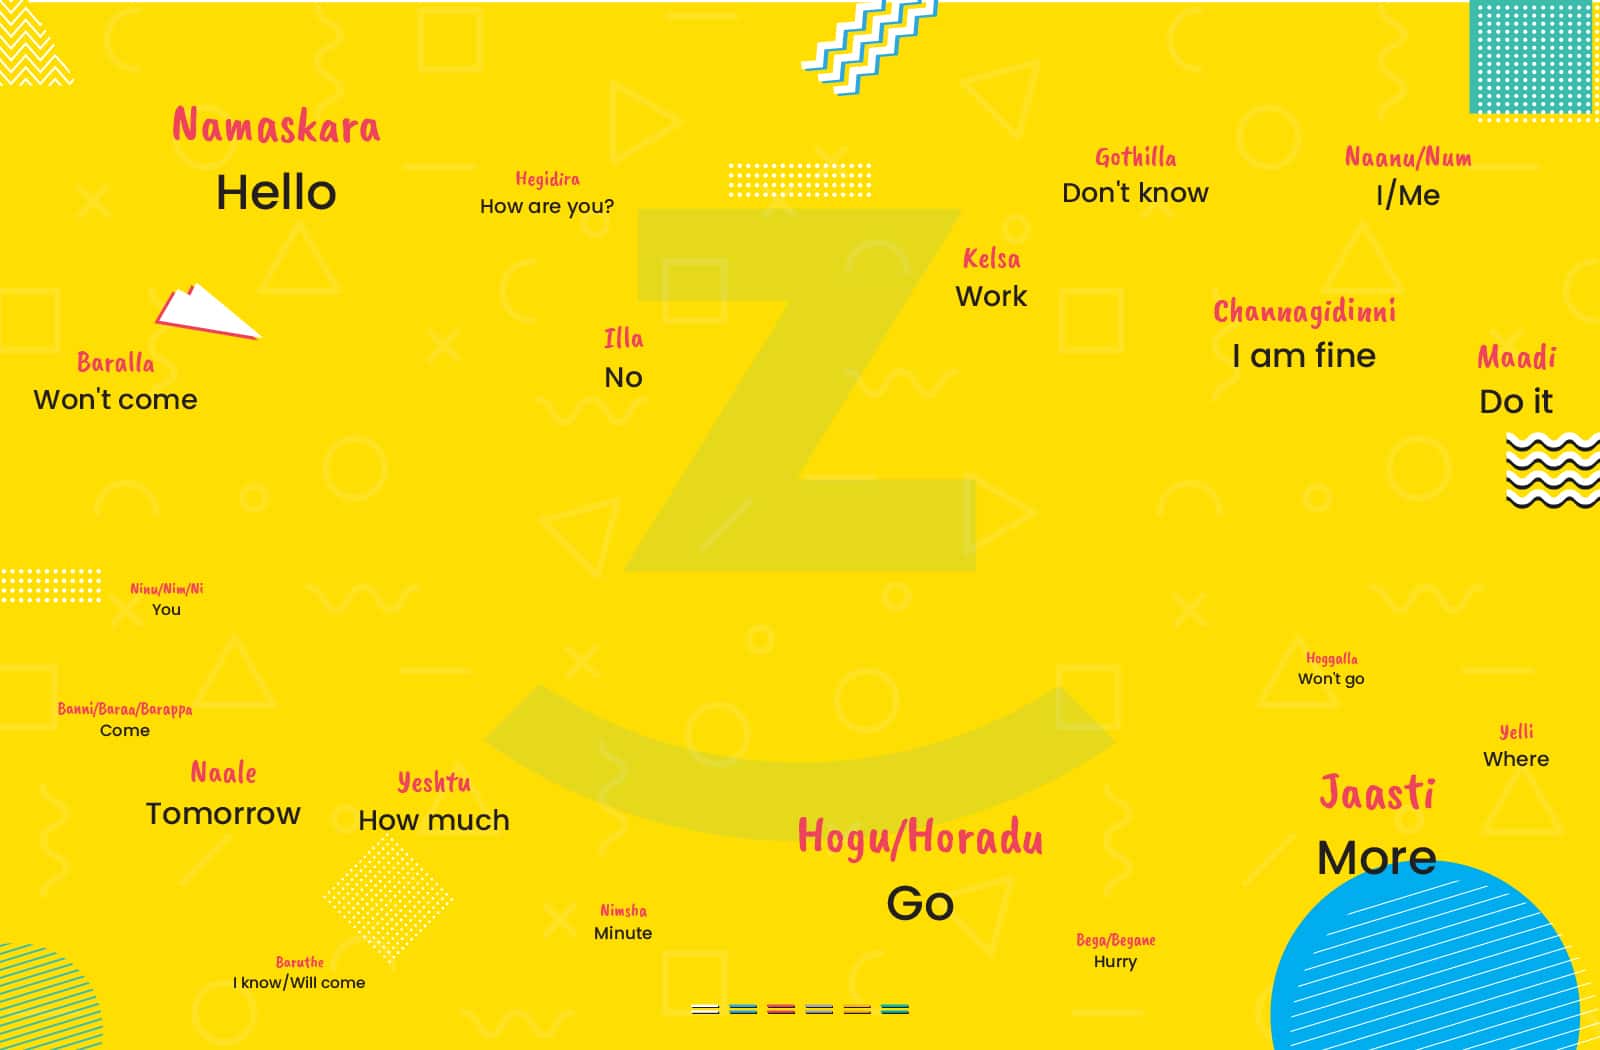 Namaskara
Hello
Hegidira
How are you?
Gothilla
Don't know
Naanu/Num
I/Me
Kelsa
Work
Channagidinni
I am fine
Illa
No
Maadi
Do it
Baralla
Won't come
Z
Ninu/Nim/Ni
You
Hoggalla
Won't go
Banni/Baraa/Barappa
Come
Yelli
Where
Naale
Tomorrow
Yeshtu
How much
Jaasti
More
Hogu/Horadu
Go
Nimsha
Minute
Bega/Begane
Hurry
Baruthe
I know/Will come